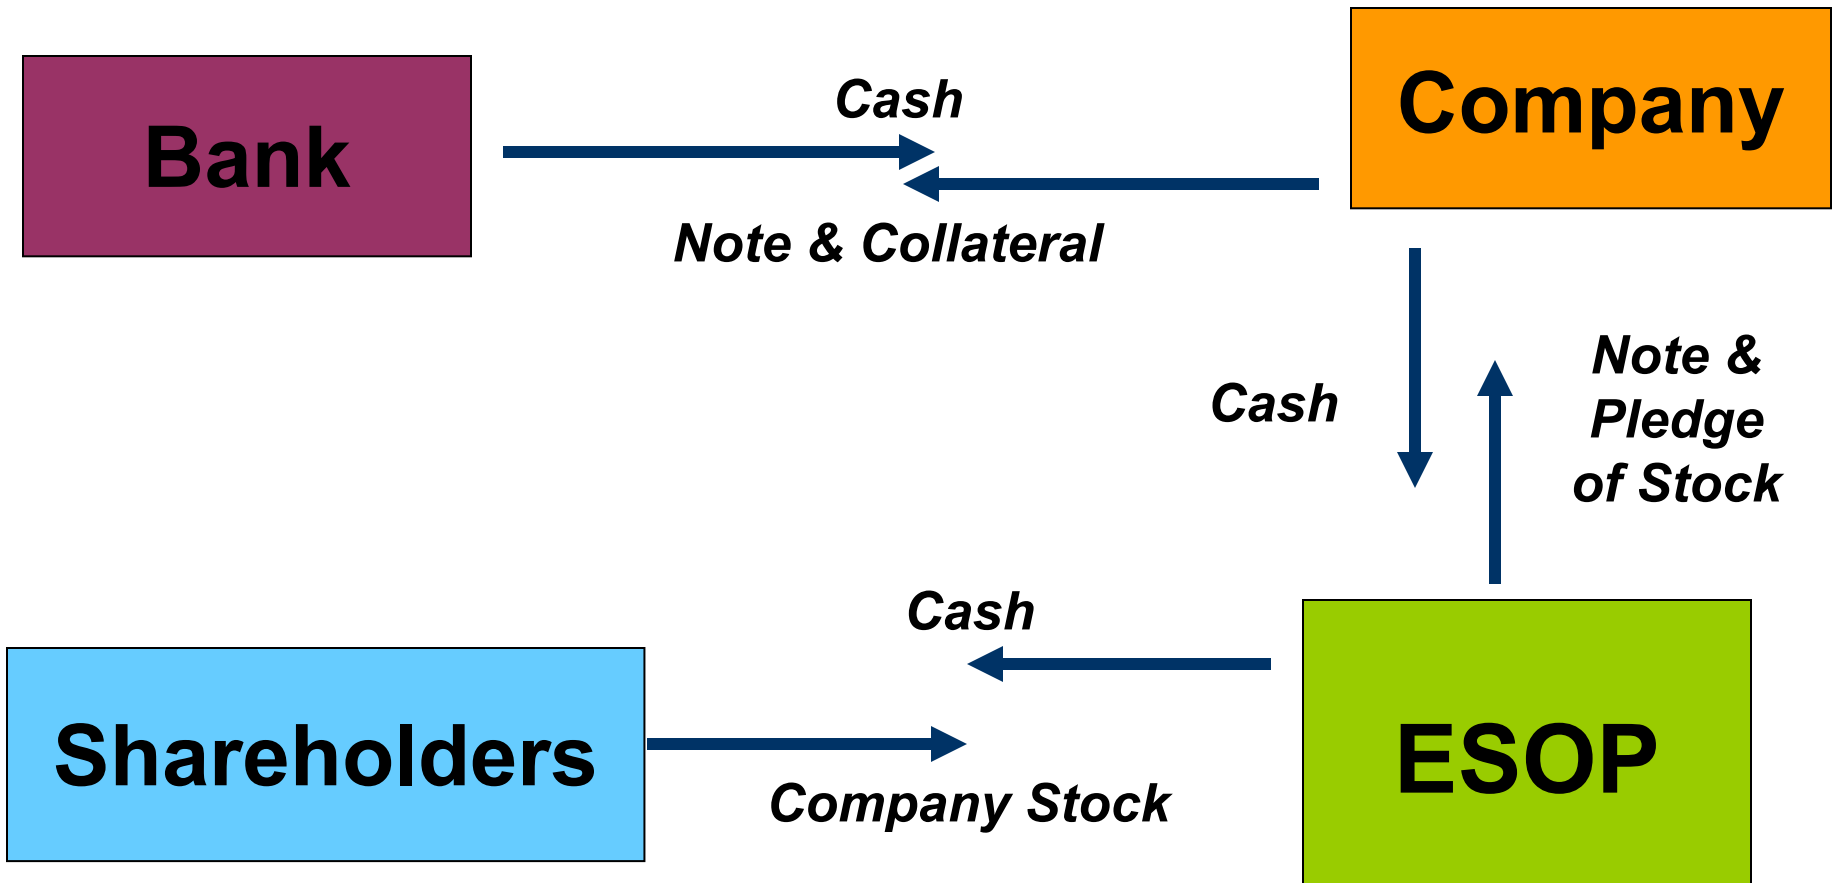 Bank
Cash
Company
Note & Collateral
Cash
Note &
Pledge
of Stock
Cash
Shareholders
Company Stock
ESOP